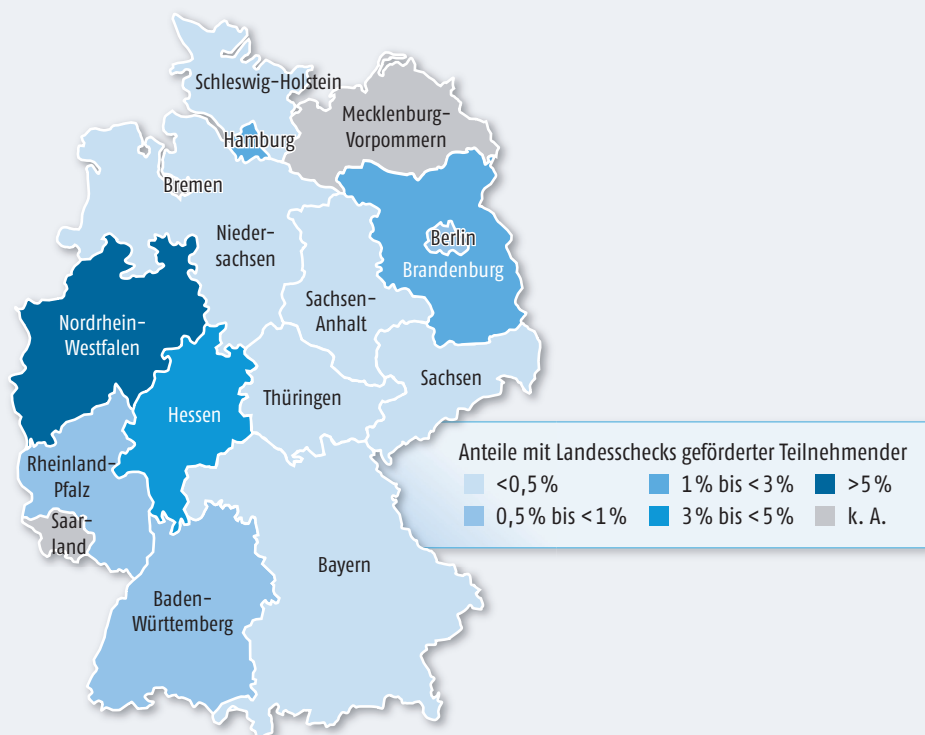 Schleswig-Holstein
Mecklenburg-
Vorpommern
Hamburg
Bremen
Nieder-
sachsen
Berlin
Brandenburg
Sachsen-
Anhalt
Nordrhein-
Westfalen
Sachsen
Thüringen
Hessen
Rheinland-
Pfalz
Saar-
land
Bayern
Baden-
Württemberg
Anteile mit Landesschecks geförderter Teilnehmender
<0,5 % 1 % bis <3 % >5 %
0,5 % bis <1 % 3 % bis <5 % k. A.